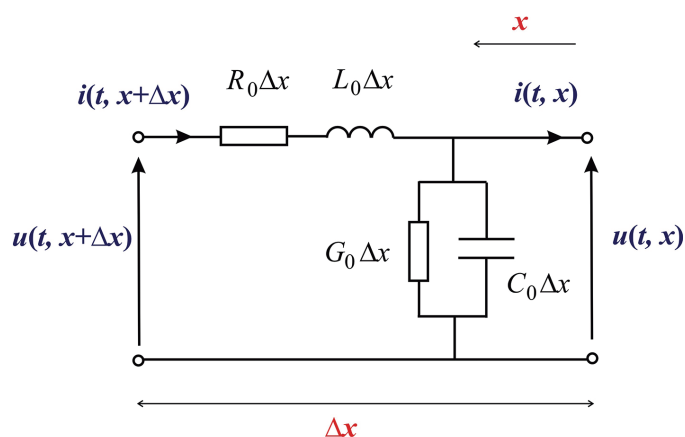 x
R₀Δx
L₀Δx
i(t, x+Δx)
i(t, x)
u(t, x+Δx)
G₀Δx
u(t, x)
C₀Δx
Δx